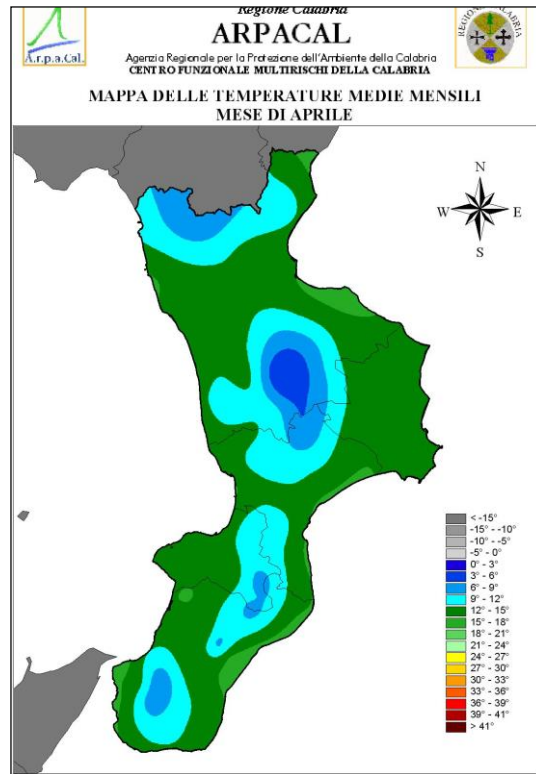 Regione Calabria
ARPACAL
A.r.p.a.Cal.
Agenzia Regionale per la Protezione dell'Ambiente della Calabria
CENTRO FUNZIONALE MULTIRISCHI DELLA CALABRIA
MAPPA DELLE TEMPERATURE MEDIE MENSILI
MESE DI APRILE
N
W E
S
< -15°
-15° - -10°
-10° - -5°
-5° - 0°
0° - 3°
3° - 6°
6° - 9°
9° - 12°
12° - 15°
15° - 18°
18° - 21°
21° - 24°
24° - 27°
27° - 30°
30° - 33°
33° - 36°
36° - 39°
39° - 41°
> 41°